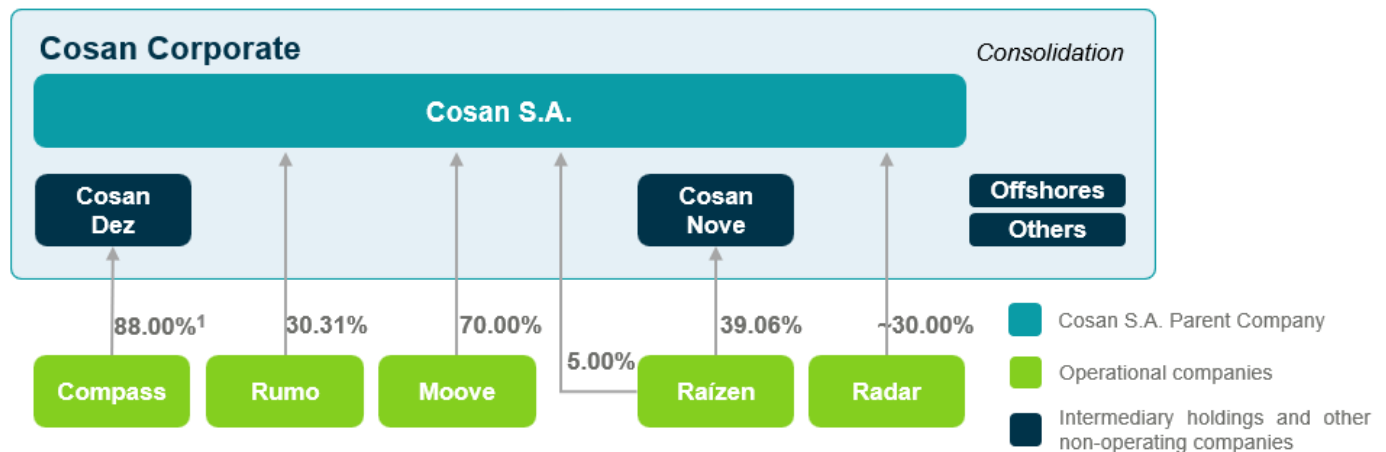 Cosan Corporate
Consolidation
Cosan S.A.
Cosan
Dez
Cosan
Nove
Offshores
Others
88.00%¹
30.31%
70.00%
5.00%
39.06%
~30.00%
Compass
Rumo
Moove
Raízen
Radar
Cosan S.A. Parent Company
Operational companies
Intermediary holdings and other
non-operating companies